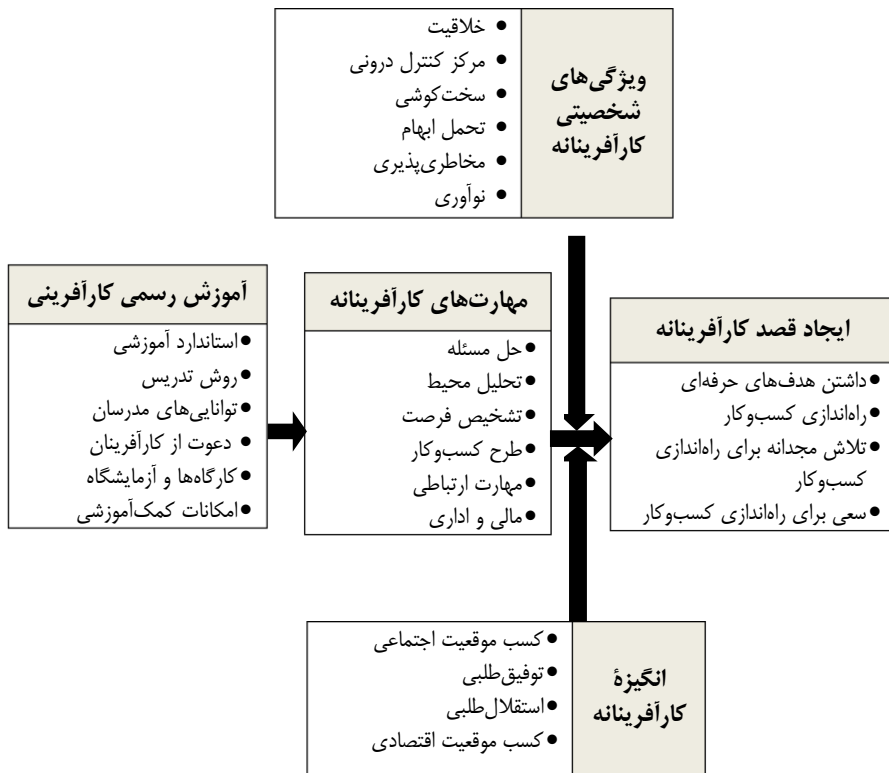 ویژگی‌های
شخصیتی
کارآفرینانه
● خلاقیت
● مرکز کنترل درونی
● سخت‌کوشی
● تحمل ابهام
● مخاطری‌پذیری
● نوآوری
آموزش رسمی کارآفرینی
● استاندارد آموزشی
● روش تدریس
● توانایی‌های مدرسان
● دعوت از کارآفرینان
● کارگاه‌ها و آزمایشگاه
● امکانات کمک‌آموزشی
مهارت‌های کارآفرینانه
● حل مسئله
● تحلیل محیط
● تشخیص فرصت
● طرح کسب‌وکار
● مهارت ارتباطی
● مالی و اداری
ایجاد قصد کارآفرینانه
● داشتن هدف‌های حرفه‌ای
● راه‌اندازی کسب‌وکار
● تلاش مجدانه برای راه‌اندازی
کسب‌وکار
● سعی برای راه‌اندازی کسب‌وکار
انگیزهٔ
کارآفرینانه
● کسب موقعیت اجتماعی
● توفیق‌طلبی
● استقلال‌طلبی
● کسب موقعیت اقتصادی